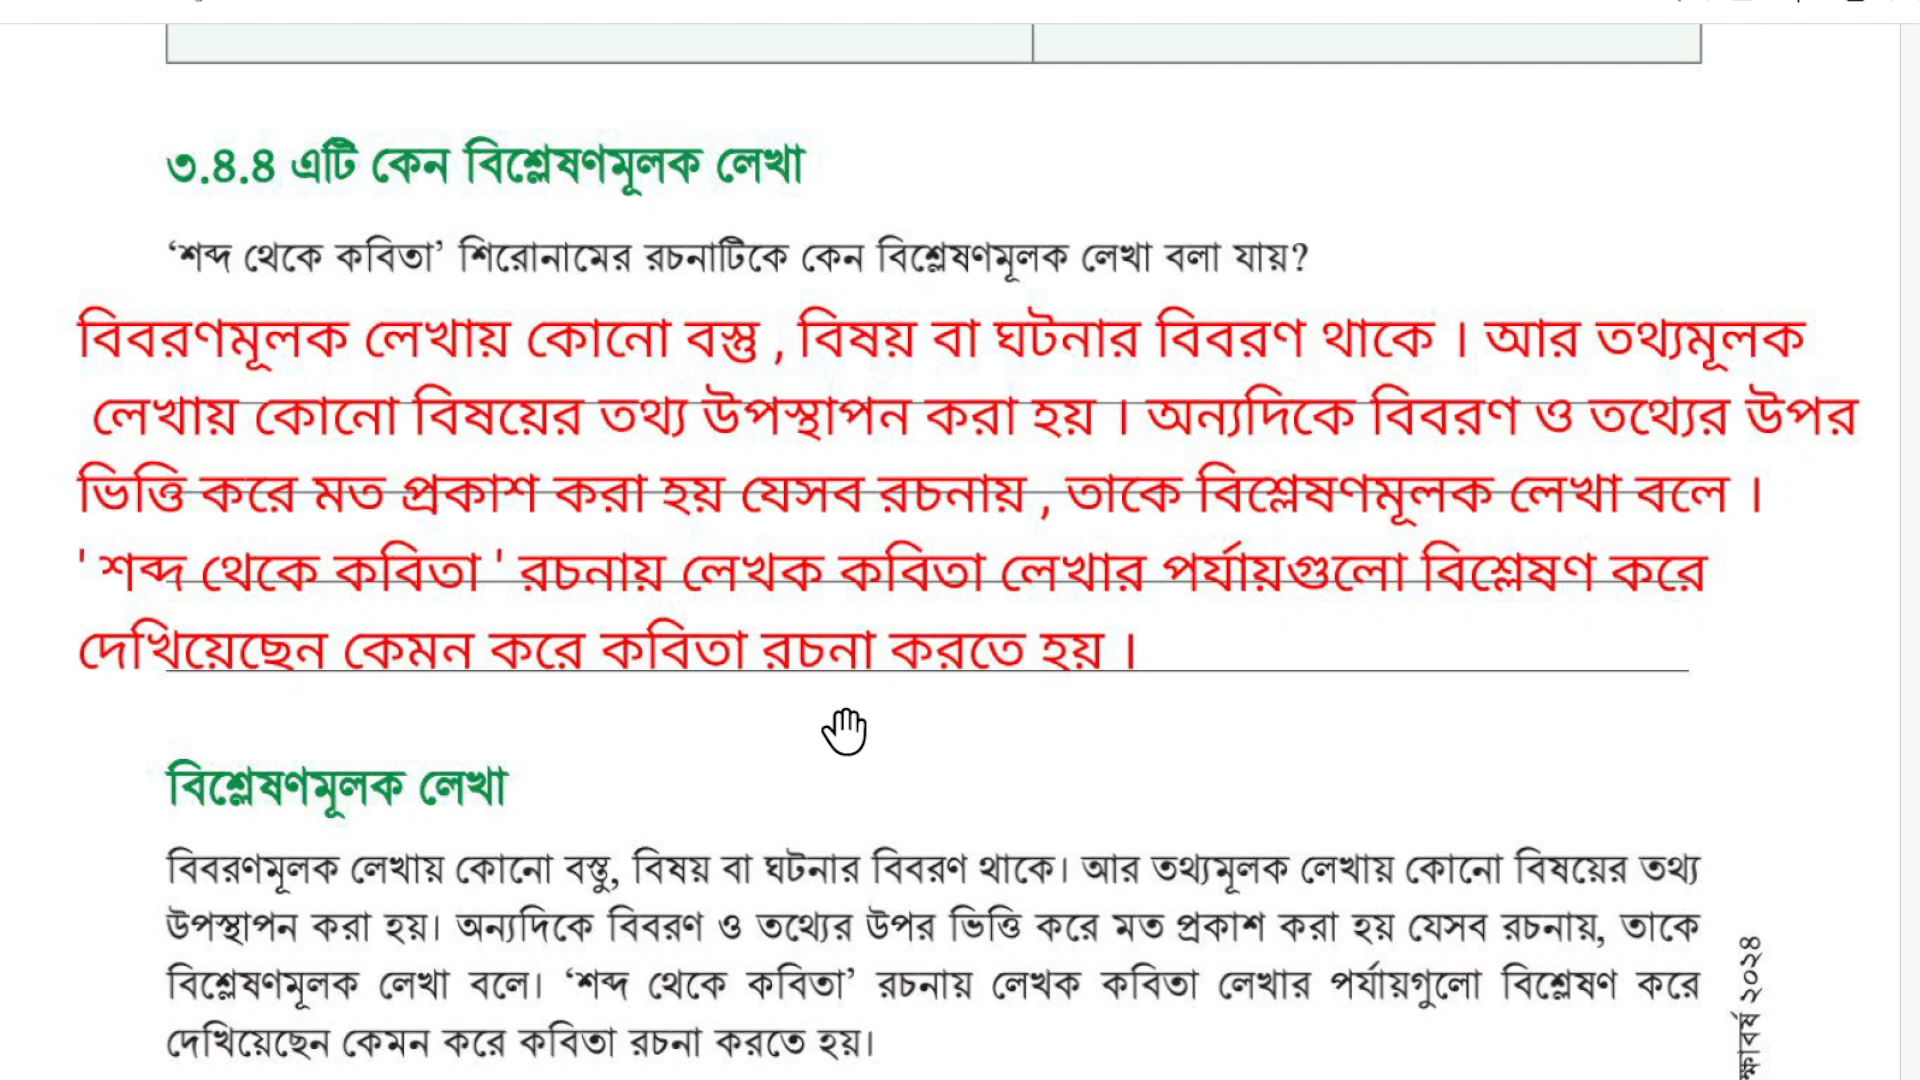 ৩.৪.৪ এটি কেন বিশ্লেষণমূলক লেখা
‘শব্দ থেকে কবিতা’ শিরোনামের রচনাটিকে কেন বিশ্লেষণমূলক লেখা বলা যায়?
বিবরণমূলক লেখায় কোনো বস্তু , বিষয় বা ঘটনার বিবরণ থাকে । আর তথ্যমূলক
লেখায় কোনো বিষয়ের তথ্য উপস্থাপন করা হয় । অন্যদিকে বিবরণ ও তথ্যের উপর
ভিত্তি করে মত প্রকাশ করা হয় যেসব রচনায় , তাকে বিশ্লেষণমূলক লেখা বলে ।
' শব্দ থেকে কবিতা ' রচনায় লেখক কবিতা লেখার পর্যায়গুলো বিশ্লেষণ করে
দেখিয়েছেন কেমন করে কবিতা রচনা করতে হয় ।
বিশ্লেষণমূলক লেখা
বিবরণমূলক লেখায় কোনো বস্তু, বিষয় বা ঘটনার বিবরণ থাকে। আর তথ্যমূলক লেখায় কোনো বিষয়ের তথ্য
উপস্থাপন করা হয়। অন্যদিকে বিবরণ ও তথ্যের উপর ভিত্তি করে মত প্রকাশ করা হয় যেসব রচনায়, তাকে
বিশ্লেষণমূলক লেখা বলে। ‘শব্দ থেকে কবিতা’ রচনায় লেখক কবিতা লেখার পর্যায়গুলো বিশ্লেষণ করে
দেখিয়েছেন কেমন করে কবিতা রচনা করতে হয়।
২০২৪